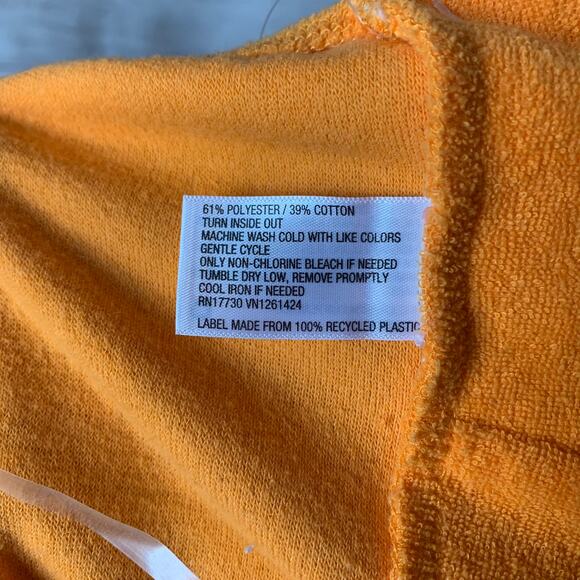 61% POLYESTER / 39% COTTON
TURN INSIDE OUT
MACHINE WASH COLD WITH LIKE COLORS
GENTLE CYCLE
ONLY NON-CHLORINE BLEACH IF NEEDED
TUMBLE DRY LOW, REMOVE PROMPTLY
COOL IRON IF NEEDED
RN17730 VN1261424
LABEL MADE FROM 100% RECYCLED PLASTIC